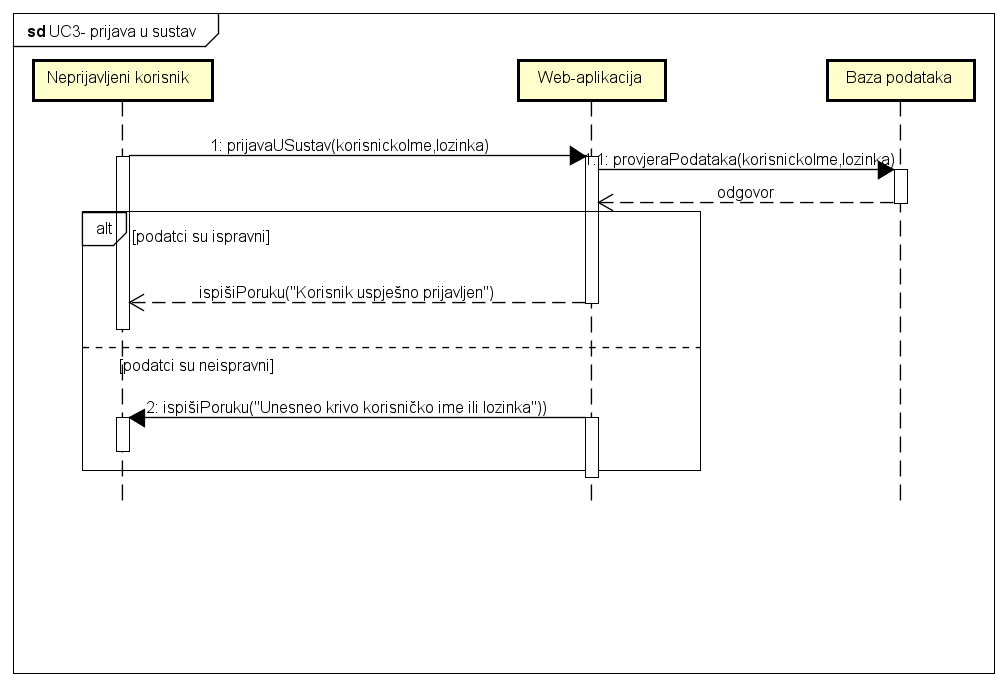 sd UC3- prijava u sustav
Neprijavljeni korisnik
Web-aplikacija
Baza podataka
1: prijavaUSustav(korisnickoIme,lozinka)
1.1: provjeraPodataka(korisnickoIme,lozinka)
odgovor
alt
[podatci su ispravni]
ispišiPoruku("Korisnik uspješno prijavljen")
[podatci su neispravni]
2: ispišiPoruku("Unesneo krivo korisničko ime ili lozinka"))